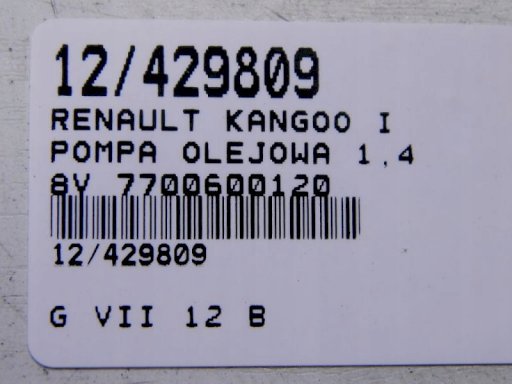 12/429809
RENAULT KANGOO I
POMPA OLEJOWA 1,4
8V 7700600120
12/429809
G VII 12 B